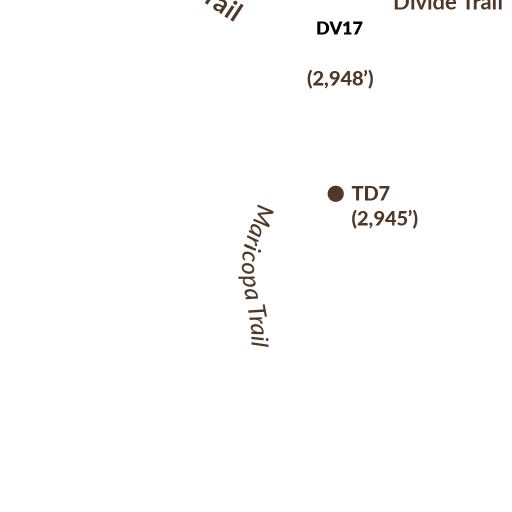 Divide Trail
DV17
(2,948’)
TD7
(2,945’)
Maricopa Trail